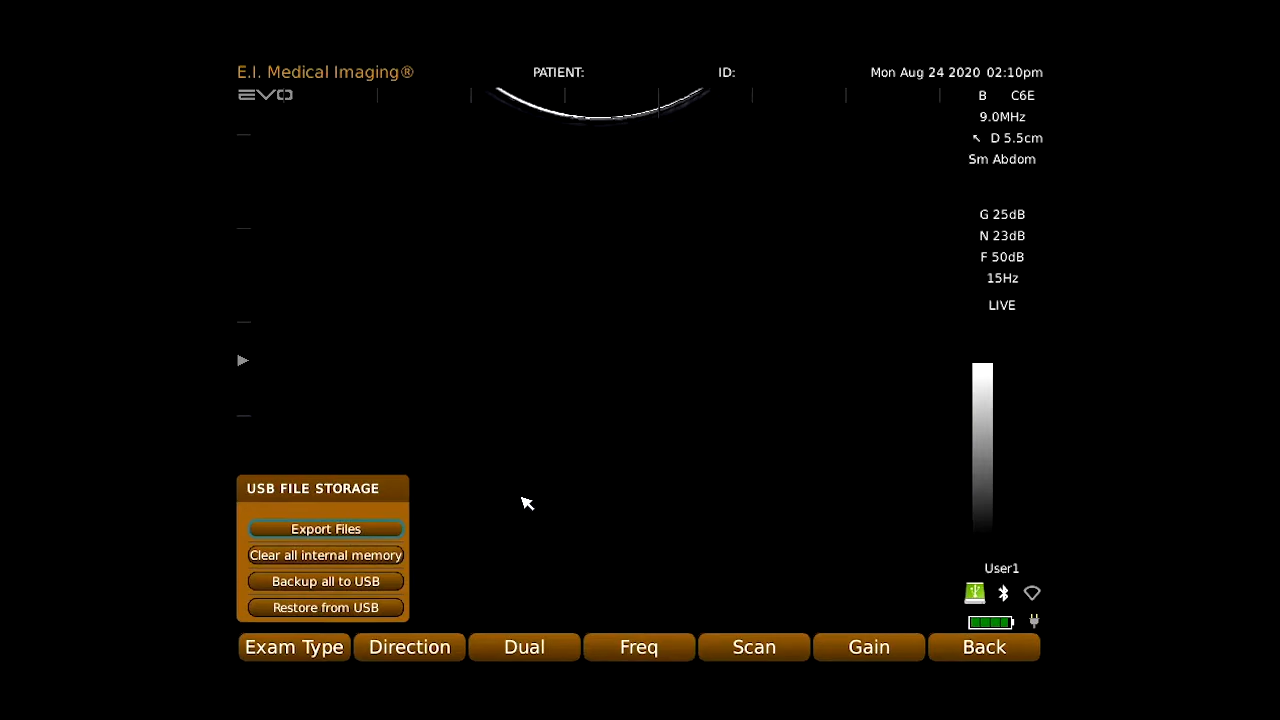 E.I. Medical Imaging® PATIENT: ID: Mon Aug 24 2020 02:10pm
EVO
B C6E
9.0MHz
D 5.5cm
Sm Abdom
G 25dB
N 23dB
F 50dB
15Hz
LIVE
USB FILE STORAGE
Export Files
Clear all internal memory
Backup all to USB
Restore from USB
User1
Exam Type Direction Dual Freq Scan Gain Back